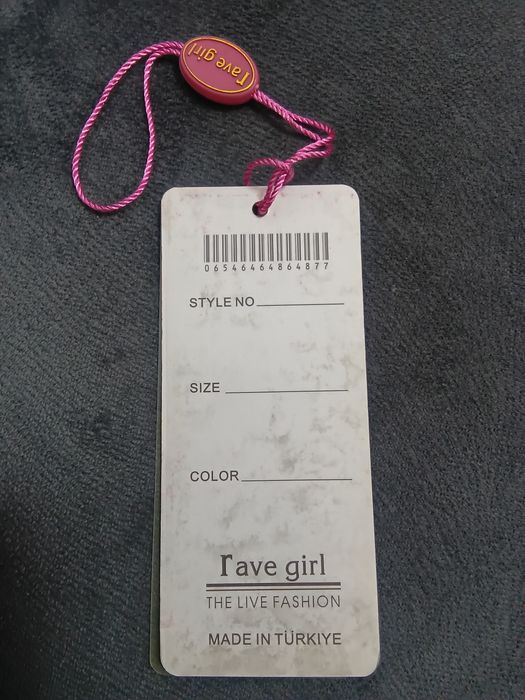 rave girl
06546464864877
STYLE NO
SIZE
COLOR
rave girl
THE LIVE FASHION
MADE IN TÜRKIYE